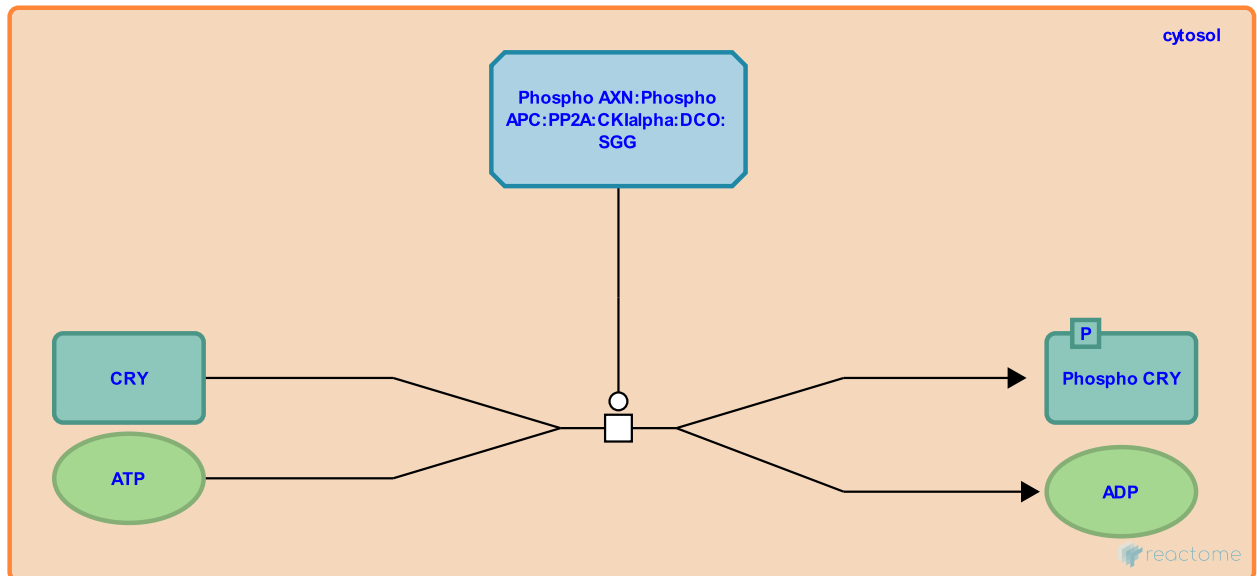 cytosol
Phospho AXN:Phospho
APC:PP2A:CKIalpha:DCO:
SGG
CRY
P
Phospho CRY
ATP
ADP
reactome